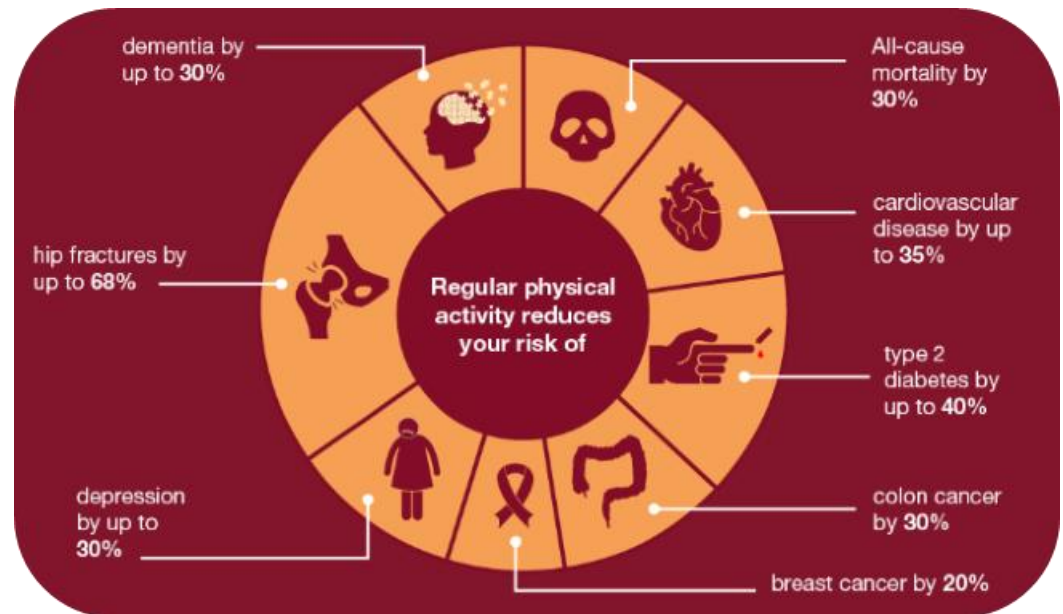 Regular physical
activity reduces
your risk of
All-cause
mortality by
30%
cardiovascular
disease by up
to 35%
type 2
diabetes by
up to 40%
colon cancer
by 30%
breast cancer by 20%
depression
by up to
30%
hip fractures by
up to 68%
dementia by
up to 30%